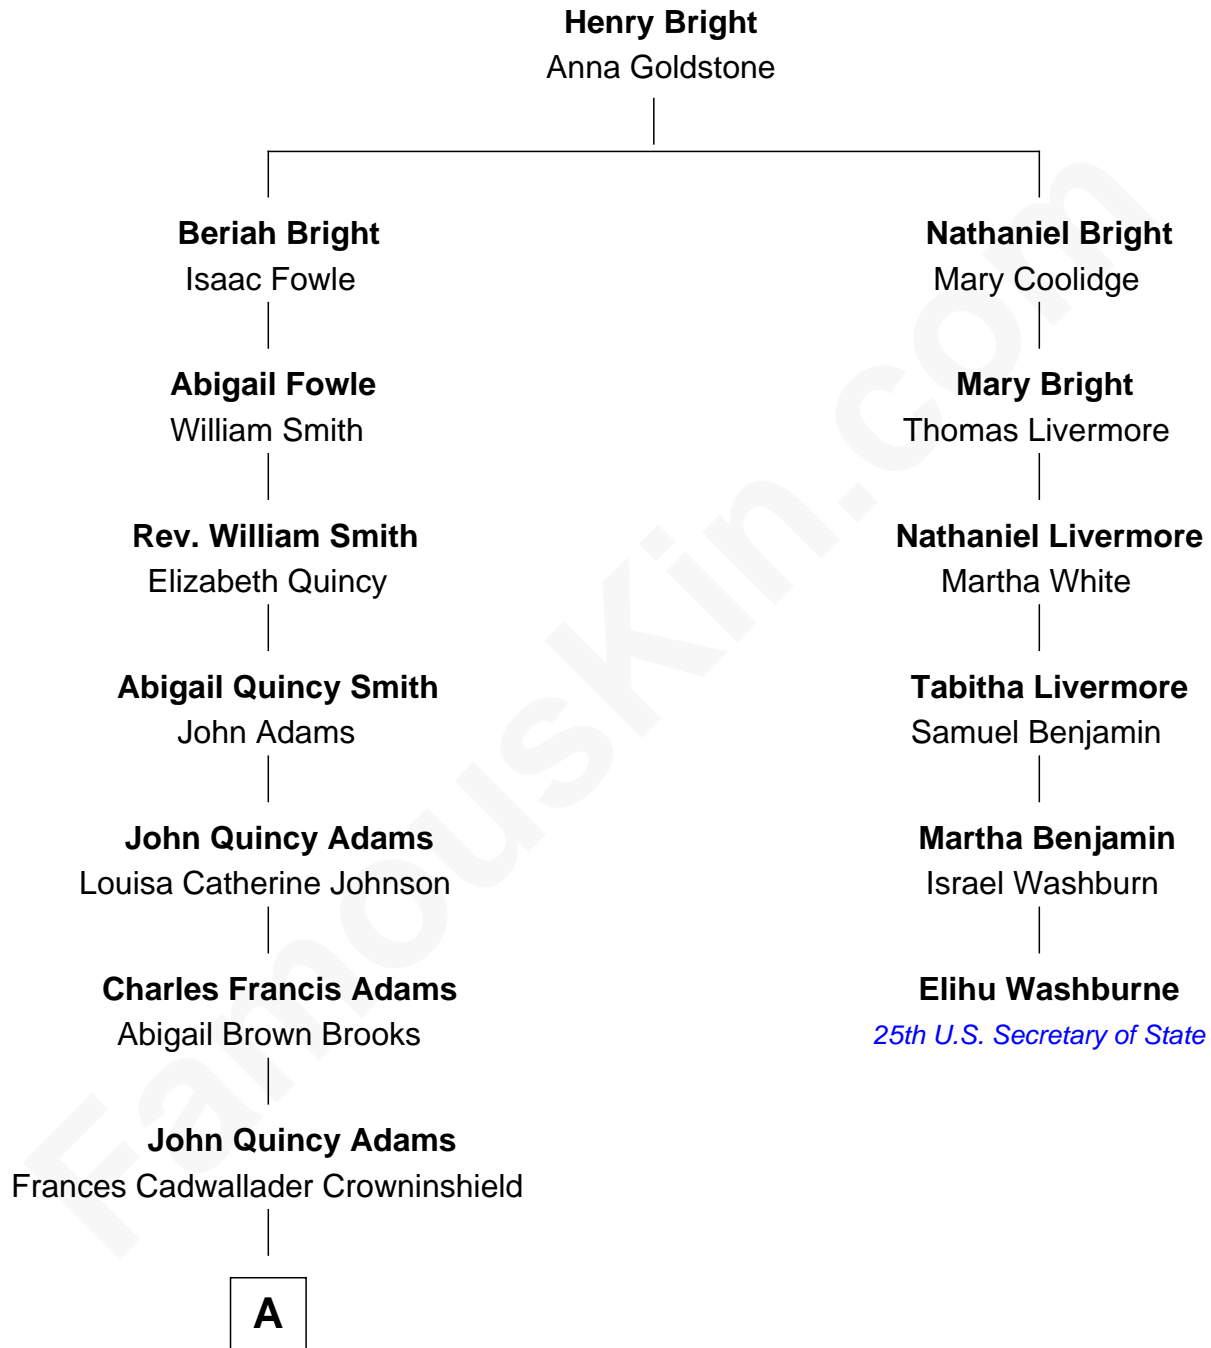 Henry Bright
Anna Goldstone
Beriah Bright
Isaac Fowle
Nathaniel Bright
Mary Coolidge
Abigail Fowle
William Smith
Mary Bright
Thomas Livermore
Rev. William Smith
Elizabeth Quincy
Nathaniel Livermore
Martha White
Abigail Quincy Smith
John Adams
Tabitha Livermore
Samuel Benjamin
John Quincy Adams
Louisa Catherine Johnson
Martha Benjamin
Israel Washburn
Charles Francis Adams
Abigail Brown Brooks
Elihu Washburne
25th U.S. Secretary of State
John Quincy Adams
Frances Cadwallader Crowninshield
A
FamousKin.com